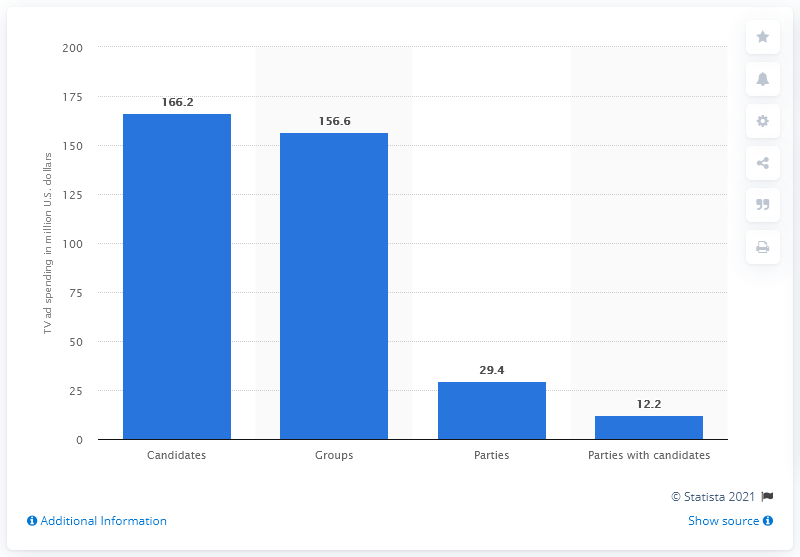 200
175
150
125
100
75
50
25
0
TV ad spending in million U.S. dollars
166.2
156.6
29.4
12.2
Candidates
Groups
Parties
Parties with candidates
© Statista 2021
Additional Information
Show source